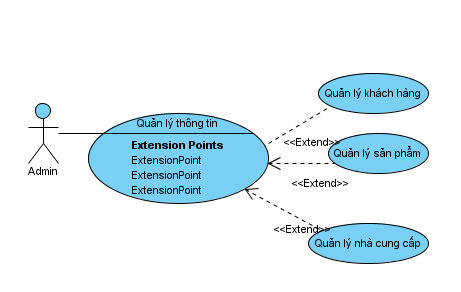 Quản lý khách hàng
Quản lý thông tin
<<Extend>>
Extension Points
Quản lý sản phẩm
ExtensionPoint
Admin
ExtensionPoint
<<Extend>>
ExtensionPoint
<<Extend>>
Quản lý nhà cung cấp